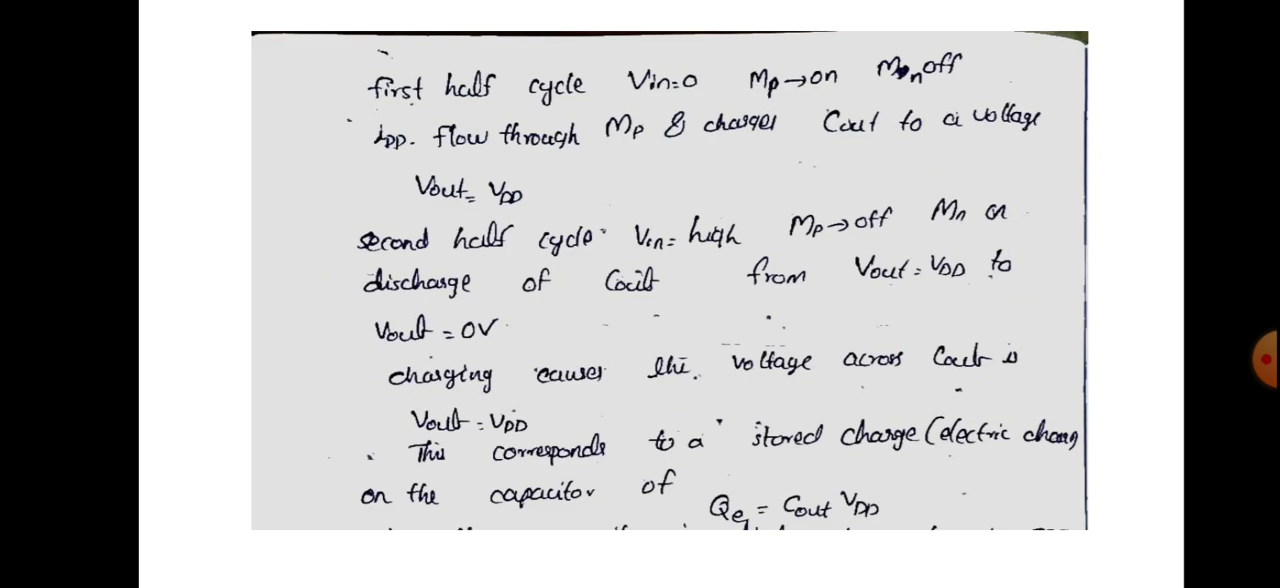 first half cycle Vin=0 Mp→on Mn off
IDD. flow through Mp & charges Cout to a voltage
Vout = VDD
second half cycle Vin = high Mp→off Mn on
discharge of Cout from Vout = VDD to
Vout = 0V
charging causes the voltage across Cout is
Vout = VDD
This corresponds to a stored charge (electric charg
on the capacitor of
Qe = Cout VDD